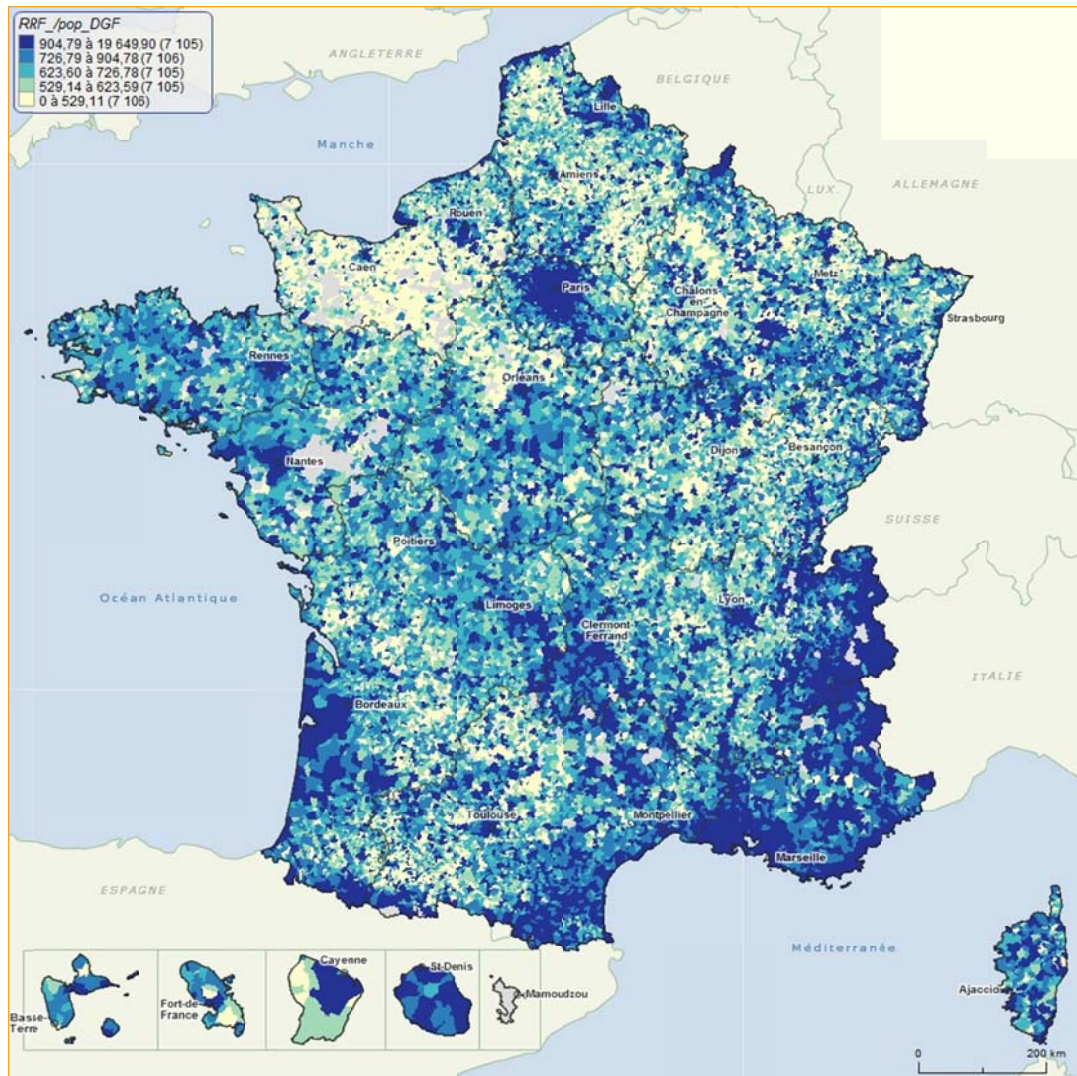 RRF_/pop_DGF
904,79 à 19 649,90 (7 105)
726,79 à 904,78 (7 106)
623,60 à 726,78 (7 105)
529,14 à 623,59 (7 105)
0 à 529,11 (7 106)
ANGLETERRE
BELGIQUE
Lille
Manche
Amiens
LUX.
ALLEMAGNE
Rouen
Caen
Paris
Metz
Châlons
en-
Champagne
Strasbourg
Rennes
Orléans
Nantes
Dijon
Besançon
SUISSE
Poitiers
Océan Atlantique
Limoges
Lyon
Clermont-
Ferrand
ITALIE
Bordeaux
Toulouse
Montpellier
Marseille
ESPAGNE
Méditerranée
Cayenne
St-Denis
Mamoudzou
Ajaccio
Fort-de-
France
Basse-
Terre
0 200 km